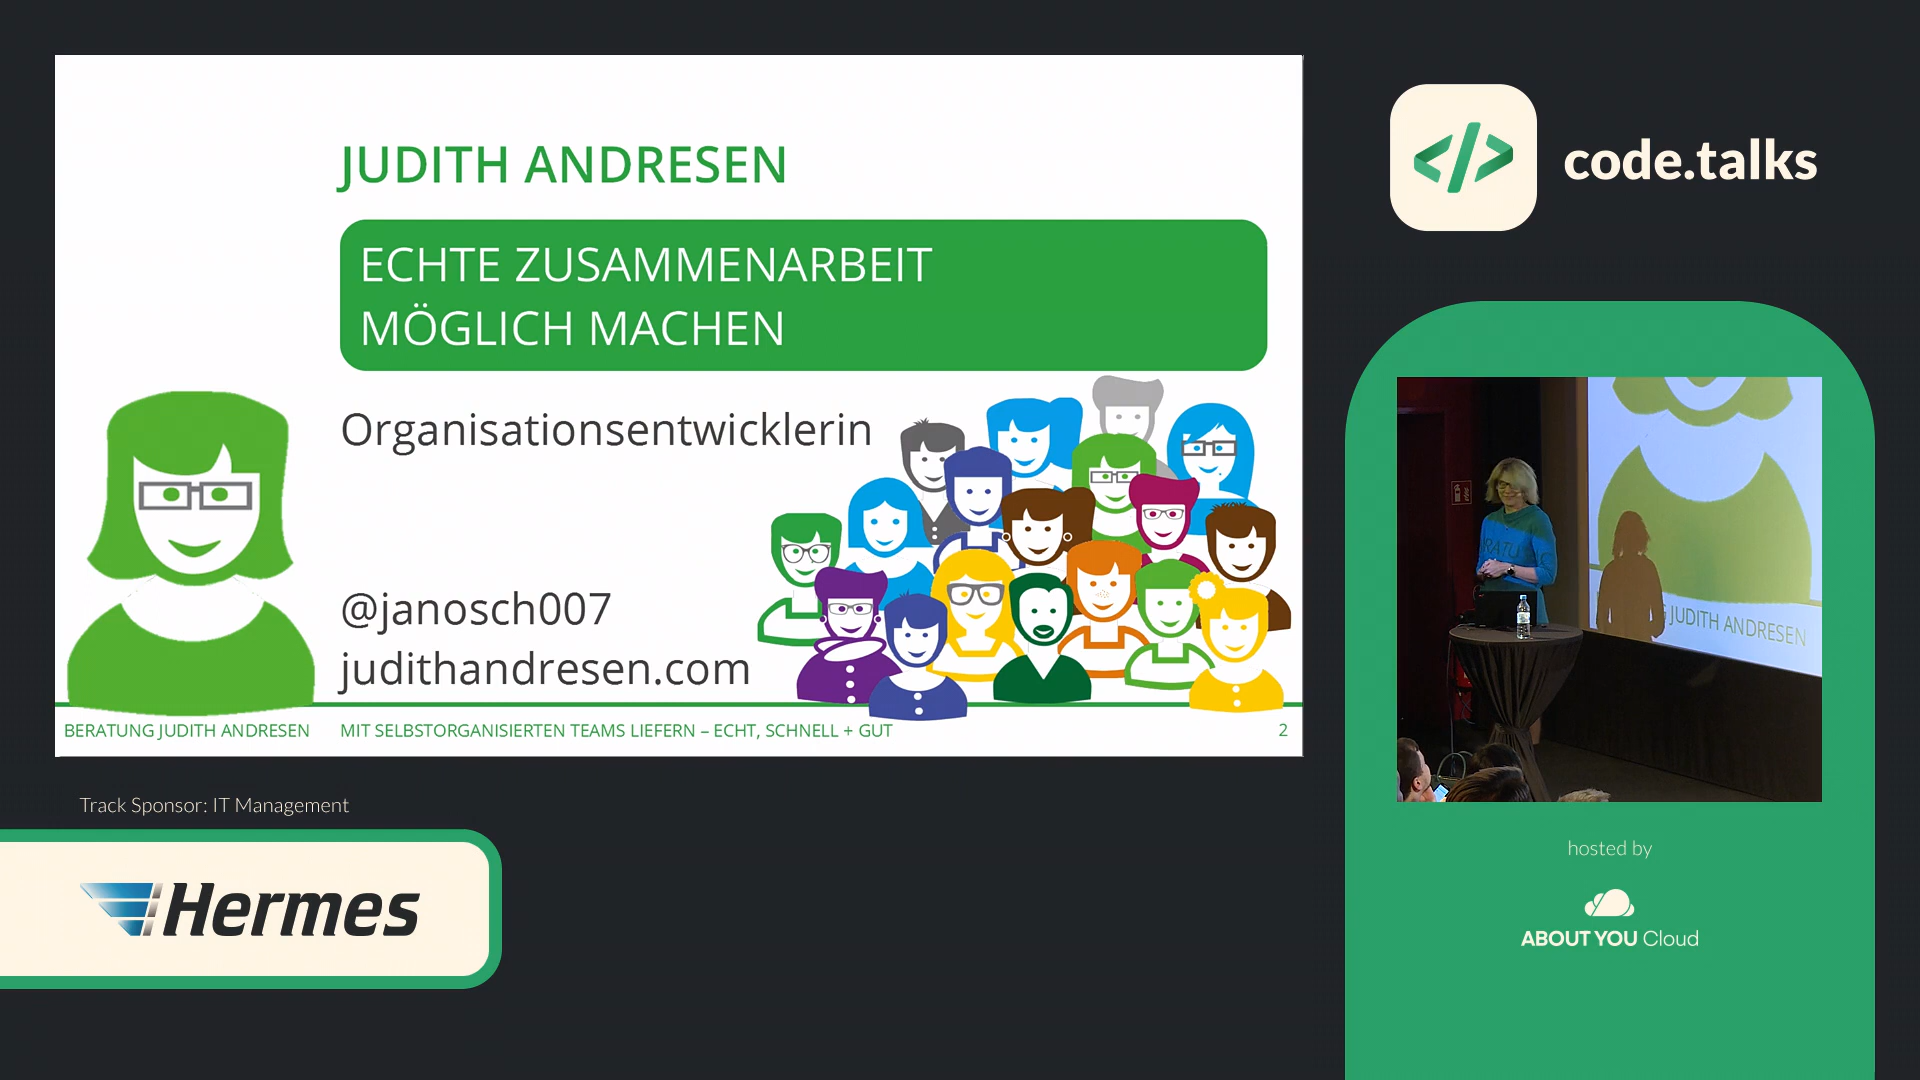 JUDITH ANDRESEN
ECHTE ZUSAMMENARBEIT
MÖGLICH MACHEN
Organisationsentwicklerin
@janosch007
judithandresen.com
BERATUNG JUDITH ANDRESEN MIT SELBSTORGANISIERTEN TEAMS LIEFERN – ECHT, SCHNELL + GUT 2
Track Sponsor: IT Management
Hermes
</> code.talks
JUDITH ANDRESEN
hosted by
ABOUT YOU Cloud